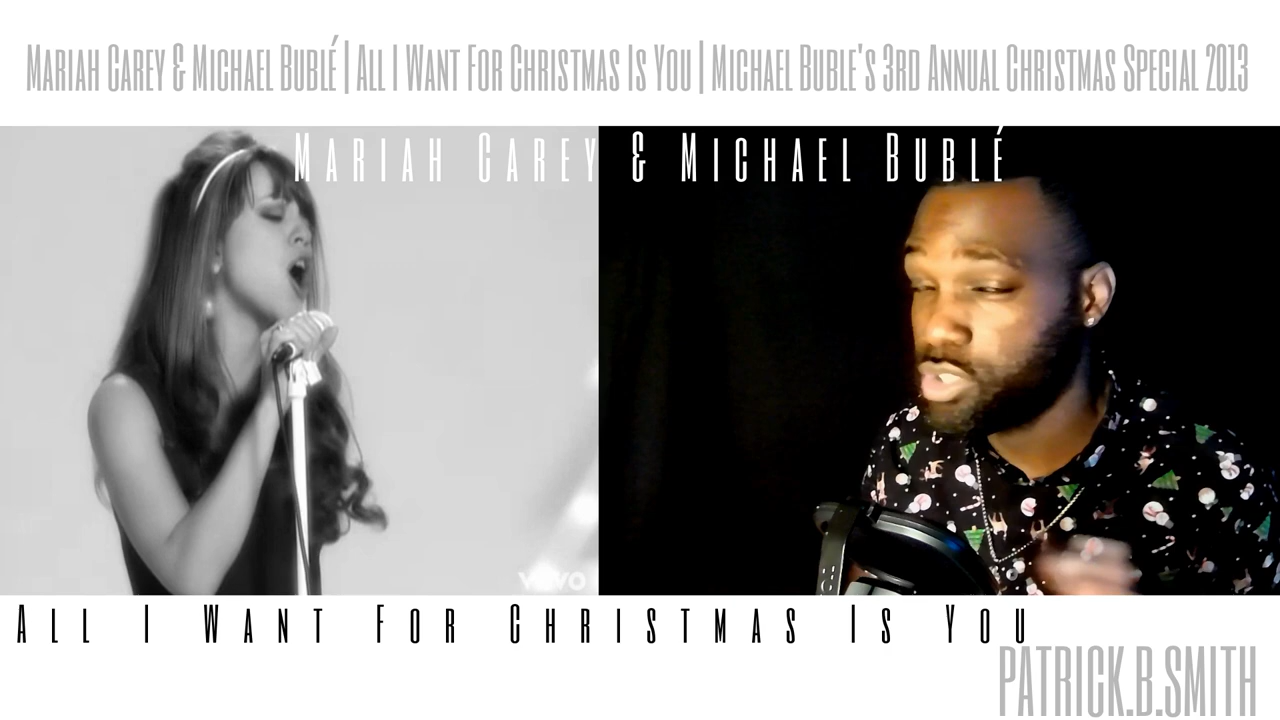 Mariah Carey & Michael Bublé | All I Want For Christmas Is You | Michael Buble's 3rd Annual Christmas Special 2013
Mariah Carey & Michael Bublé
vevo
All I Want For Christmas Is You
PATRICK.B.SMITH